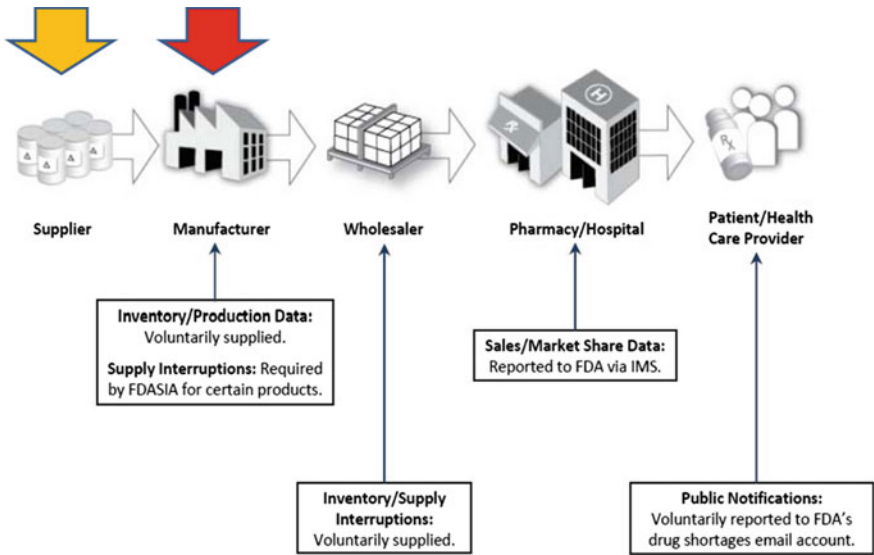 Supplier
Manufacturer
Wholesaler
Pharmacy/Hospital
Patient/Health
Care Provider
Inventory/Production Data:
Voluntarily supplied.
Supply Interruptions: Required
by FDASIA for certain products.
Sales/Market Share Data:
Reported to FDA via IMS.
Inventory/Supply
Interruptions:
Voluntarily supplied.
Public Notifications:
Voluntarily reported to FDA's
drug shortages email account.
H
Rx
Rx